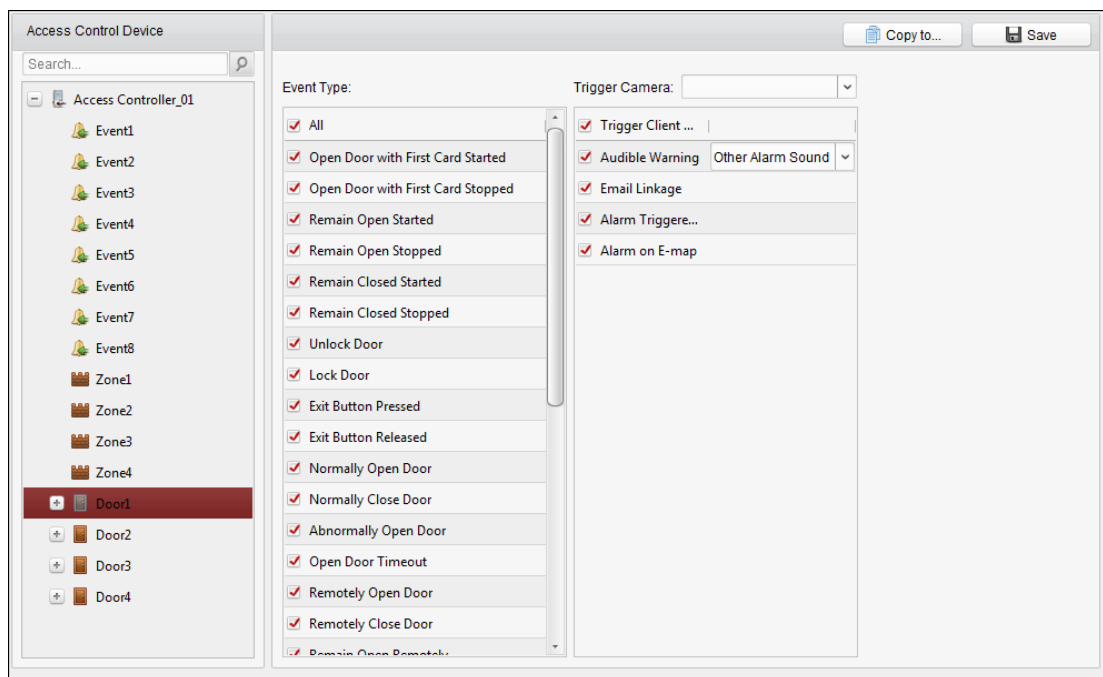 Access Control Device
Copy to...
Save
Search...
Access Controller_01
Event1
Event2
Event3
Event4
Event5
Event6
Event7
Event8
Zone1
Zone2
Zone3
Zone4
Door1
Door2
Door3
Door4
Event Type:
All
Open Door with First Card Started
Open Door with First Card Stopped
Remain Open Started
Remain Open Stopped
Remain Closed Started
Remain Closed Stopped
Unlock Door
Lock Door
Exit Button Pressed
Exit Button Released
Normally Open Door
Normally Close Door
Abnormally Open Door
Open Door Timeout
Remotely Open Door
Remotely Close Door
Remain Open Remotely
Trigger Camera:
Trigger Client ...
Audible Warning Other Alarm Sound
Email Linkage
Alarm Triggere...
Alarm on E-map